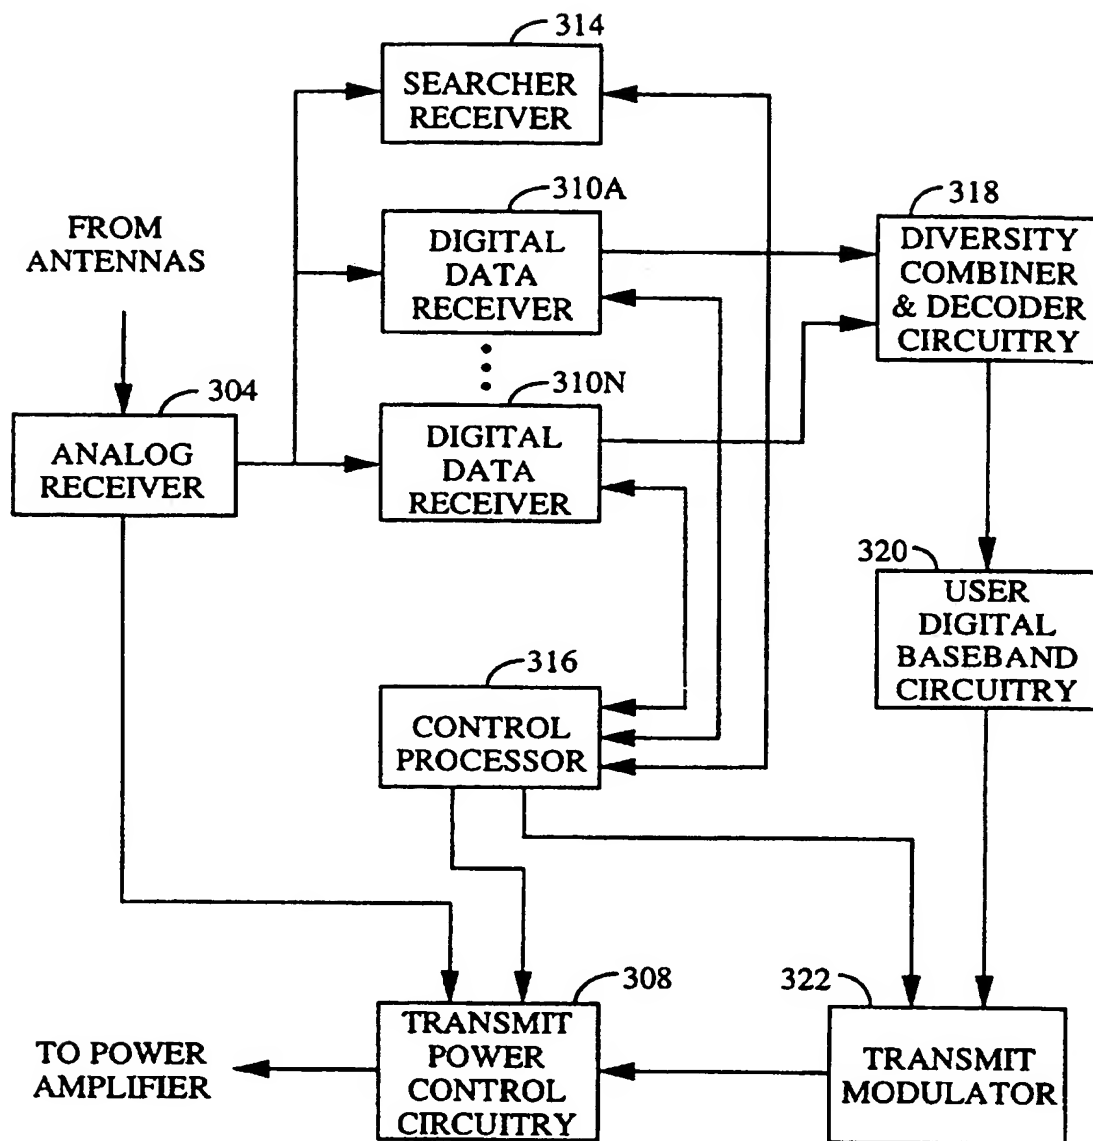 314
SEARCHER
RECEIVER
310A
318
FROM
ANTENNAS
DIGITAL
DATA
RECEIVER
DIVERSITY
COMBINER
& DECODER
CIRCUITRY
304
310N
ANALOG
RECEIVER
DIGITAL
DATA
RECEIVER
320
USER
DIGITAL
BASEBAND
CIRCUITRY
316
CONTROL
PROCESSOR
308
322
TO POWER
AMPLIFIER
TRANSMIT
POWER
CONTROL
CIRCUITRY
TRANSMIT
MODULATOR